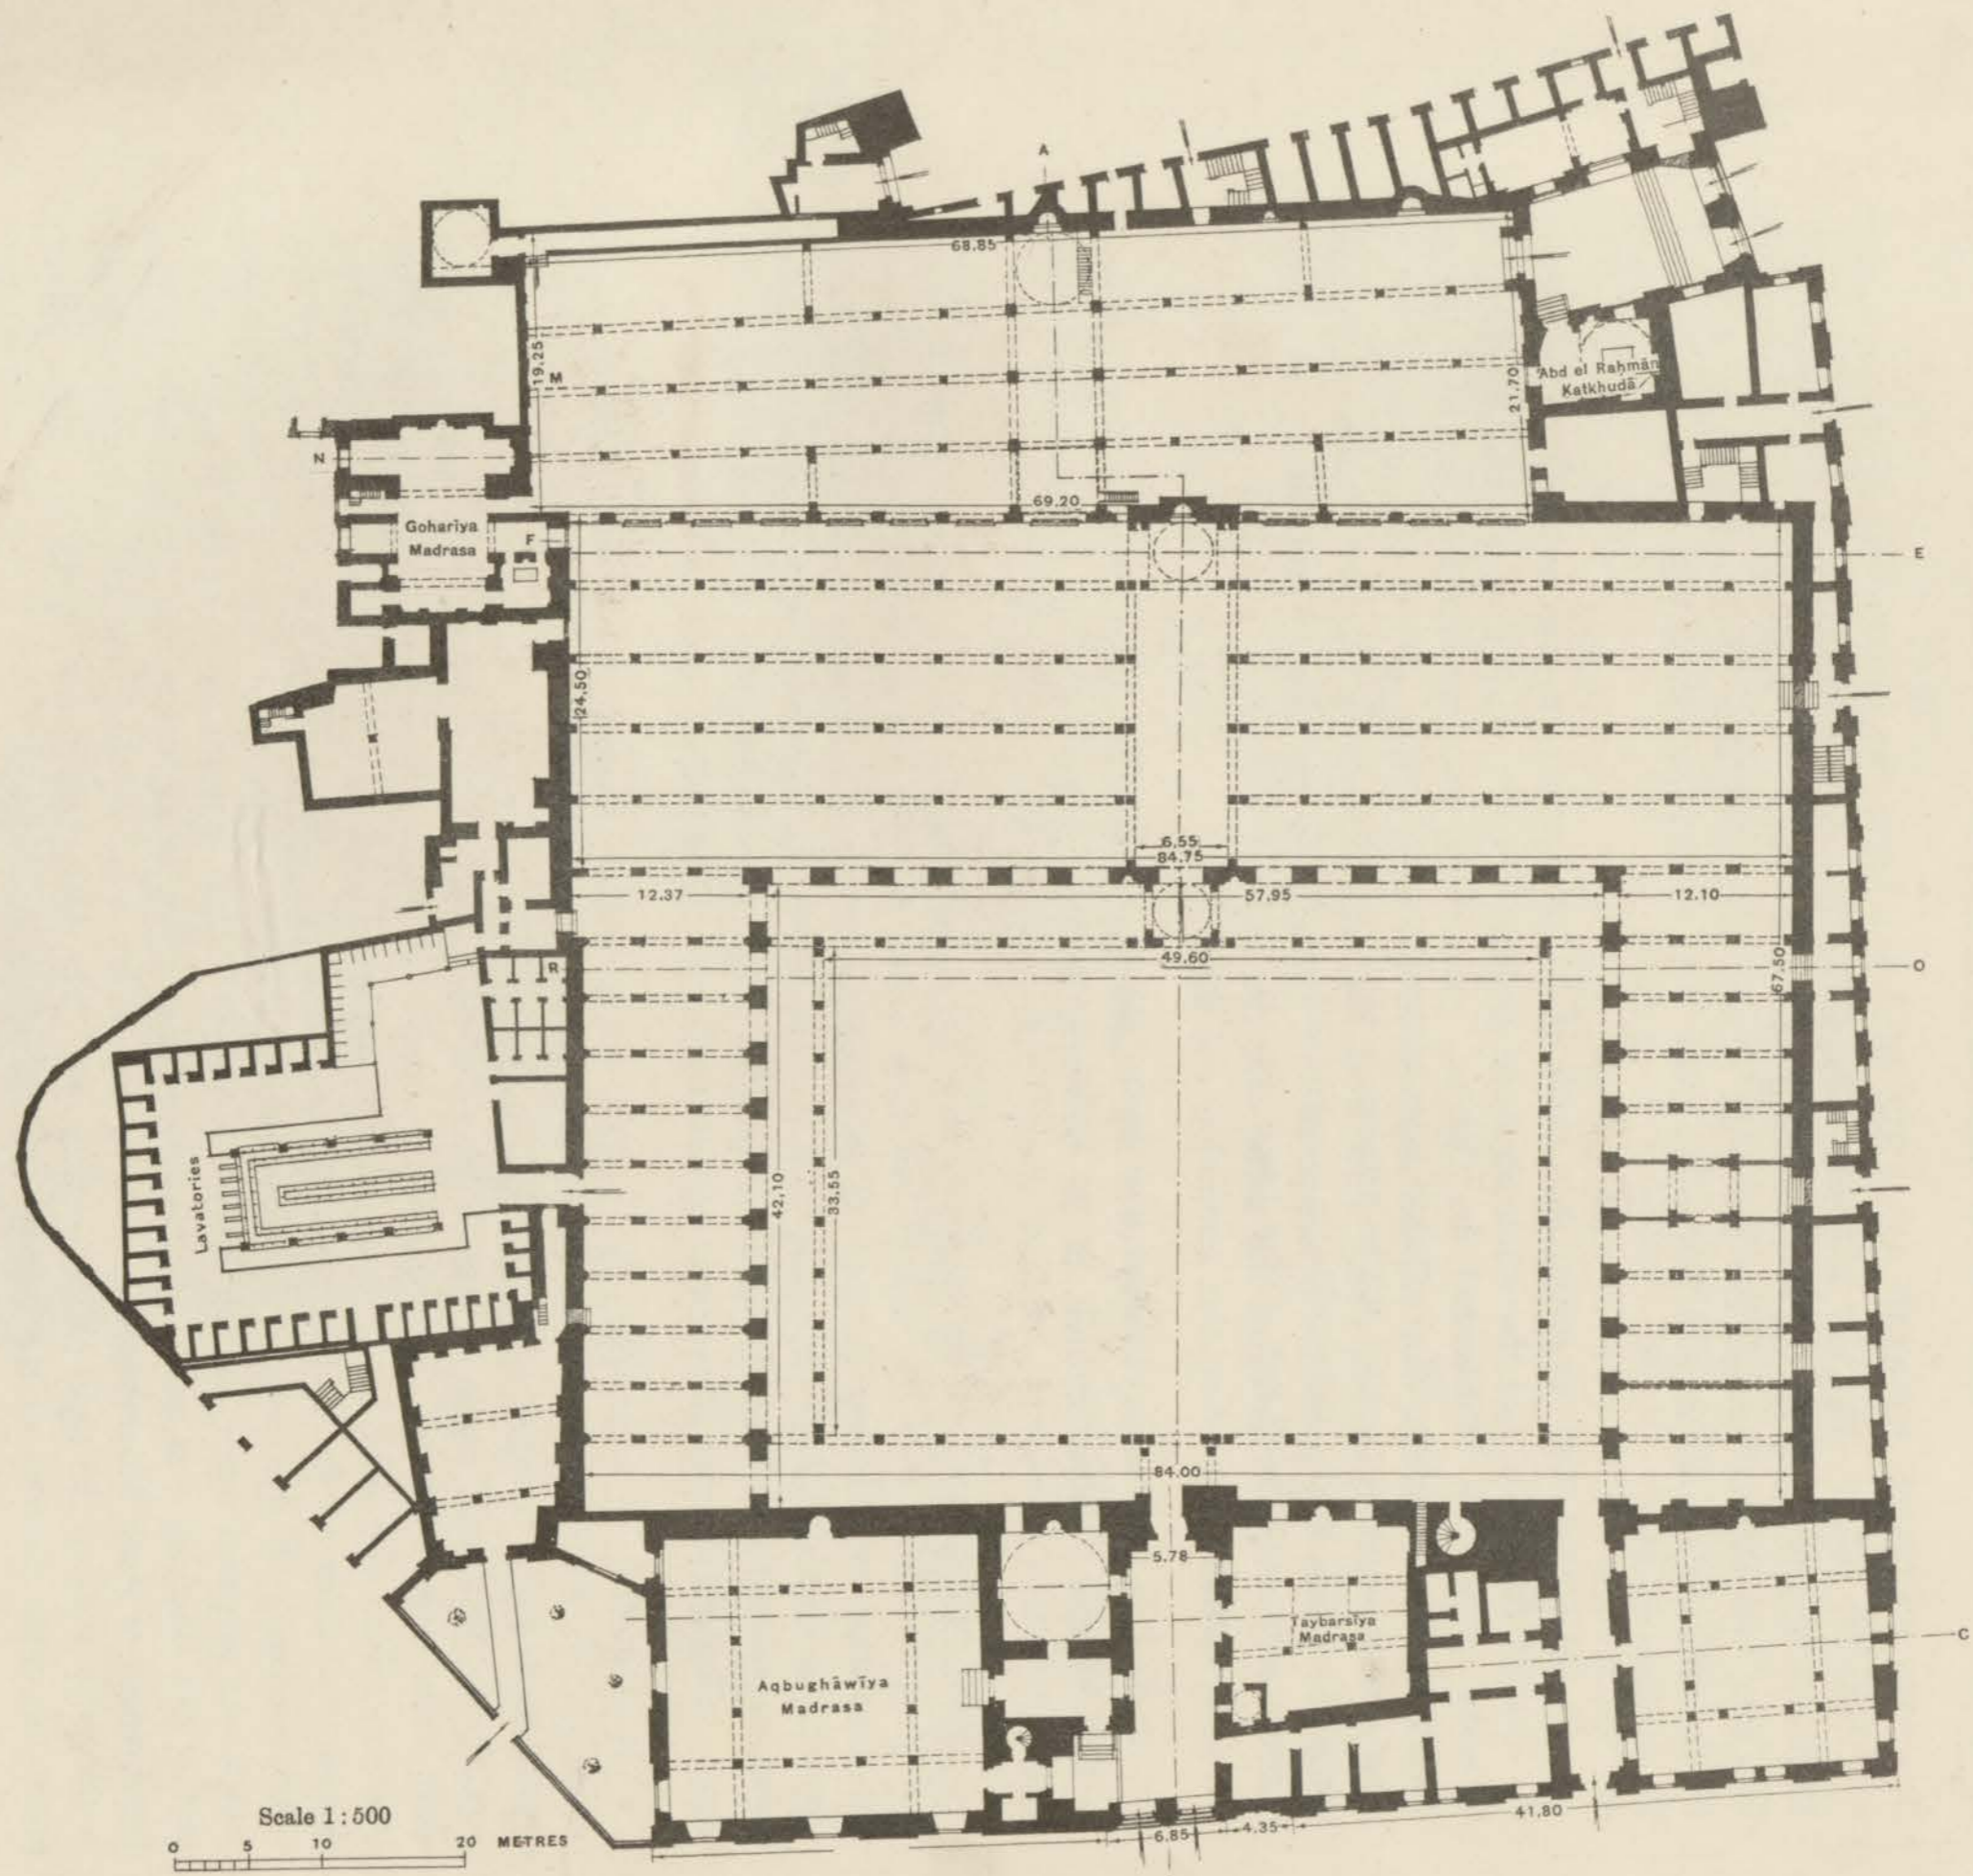 A
68.85
19.25
M
21.70
Abd el Raḥmān
Katkhudā
N
69.20
Goharīya
Madrasa
F
E
24.50
6.55
84.75
12.37
57.95
12.10
R
49.60
O
67.50
Lavatories
42.10
33.55
84.00
5.78
Taybarsīya
Madrasa
C
Aqbughāwīya
Madrasa
Scale 1:500
0 5 10 20 METRES
6.85
4.35
41.80